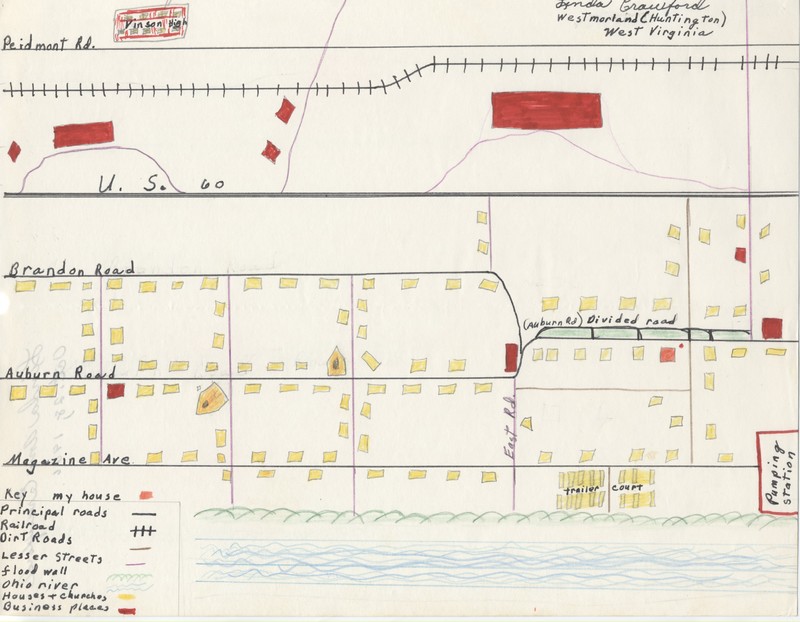 Linda Crawford
Westmorland (Huntington)
West Virginia
Vinson High
Peidmont Rd.
U. S. 60
Brandon Road
(Auburn Rd) Divided road
Auburn Road
East Rd.
Magazine Ave.
Pumping station
trailer court
Key my house
Principal roads
Railroad
Dirt Roads
Lesser Streets
flood wall
Ohio river
Houses + churches
Business places